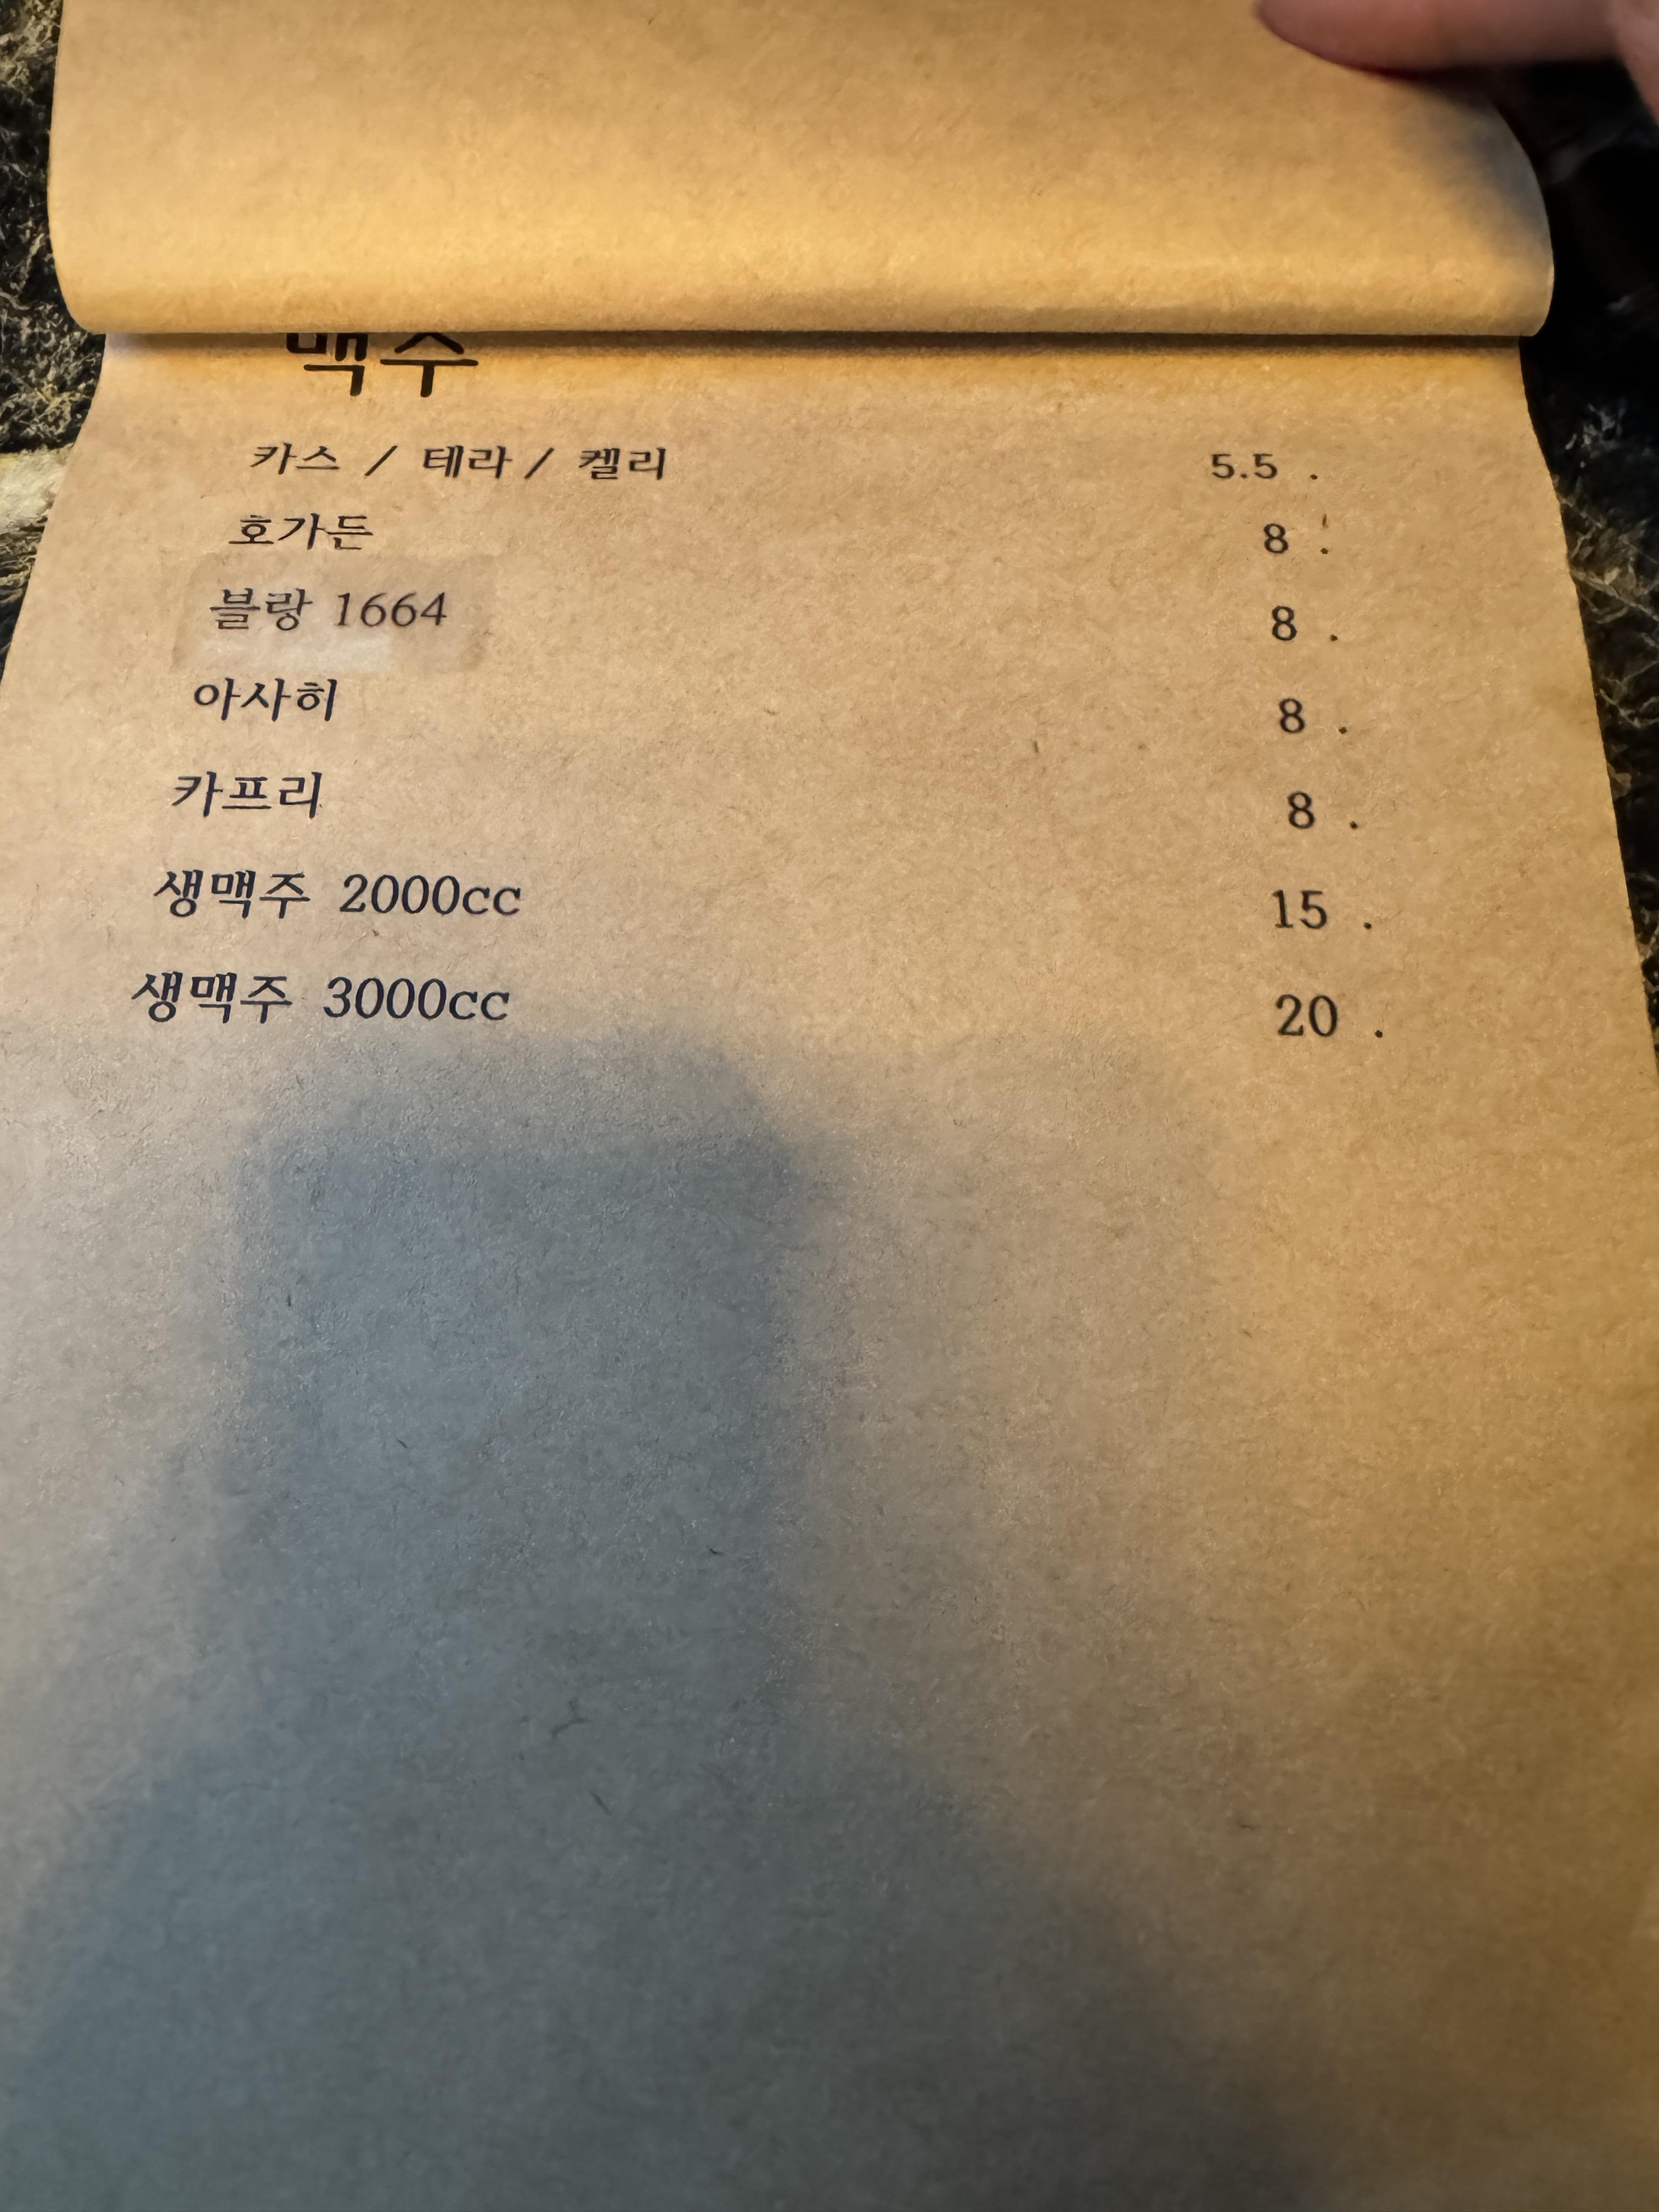 맥주
카스 / 테라 / 켈리 5.5 .
호가든 8 .
블랑 1664 8 .
아사히 8 .
카프리 8 .
생맥주 2000cc 15 .
생맥주 3000cc 20 .